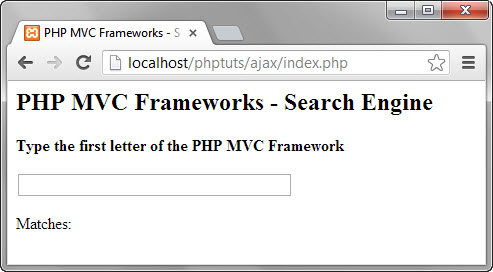 PHP MVC Frameworks - S
localhost/phptuts/ajax/index.php
PHP MVC Frameworks - Search Engine
Type the first letter of the PHP MVC Framework
Matches: